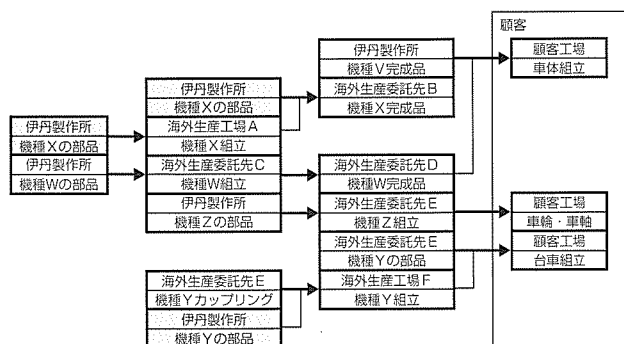 顧客
伊丹製作所
機種V完成品
海外生産委託先B
機種X完成品
顧客工場
車体組立
伊丹製作所
機種Xの部品
海外生産工場A
機種X組立
海外生産委託先C
機種W組立
伊丹製作所
機種Zの部品
伊丹製作所
機種Xの部品
伊丹製作所
機種Wの部品
海外生産委託先D
機種W完成品
海外生産委託先E
機種Z組立
海外生産委託先E
機種Yの部品
海外生産工場F
機種Y組立
顧客工場
車輪・車軸
顧客工場
台車組立
海外生産委託先E
機種Yカップリング
伊丹製作所
機種Yの部品